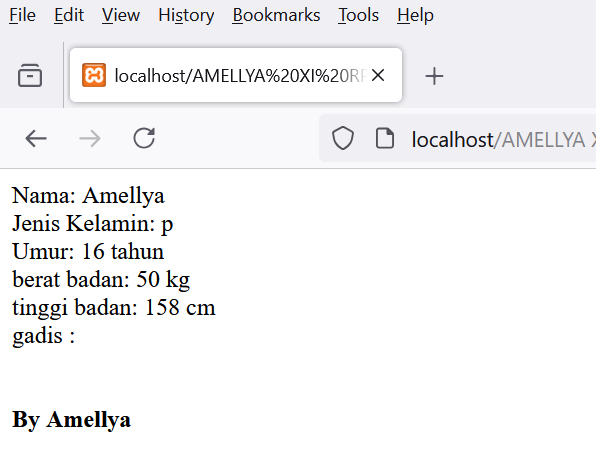 File Edit View History Bookmarks Tools Help
localhost/AMELLYA%20XI%20RP
localhost/AMELLYA X
Nama: Amellya
Jenis Kelamin: p
Umur: 16 tahun
berat badan: 50 kg
tinggi badan: 158 cm
gadis :
By Amellya